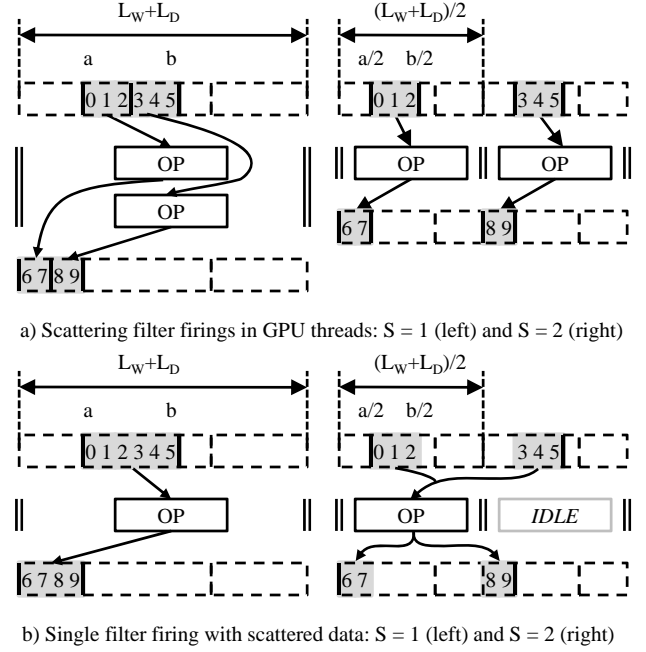 L_W+L_D (L_W+L_D)/2
a b a/2 b/2
0 1 2 3 4 5 0 1 2 3 4 5
OP OP OP
OP
6 7 8 9
6 7 8 9
a) Scattering filter firings in GPU threads: S = 1 (left) and S = 2 (right)
L_W+L_D (L_W+L_D)/2
a b a/2 b/2
0 1 2 3 4 5 0 1 2 3 4 5
OP OP IDLE
6 7 8 9 6 7 8 9
b) Single filter firing with scattered data: S = 1 (left) and S = 2 (right)